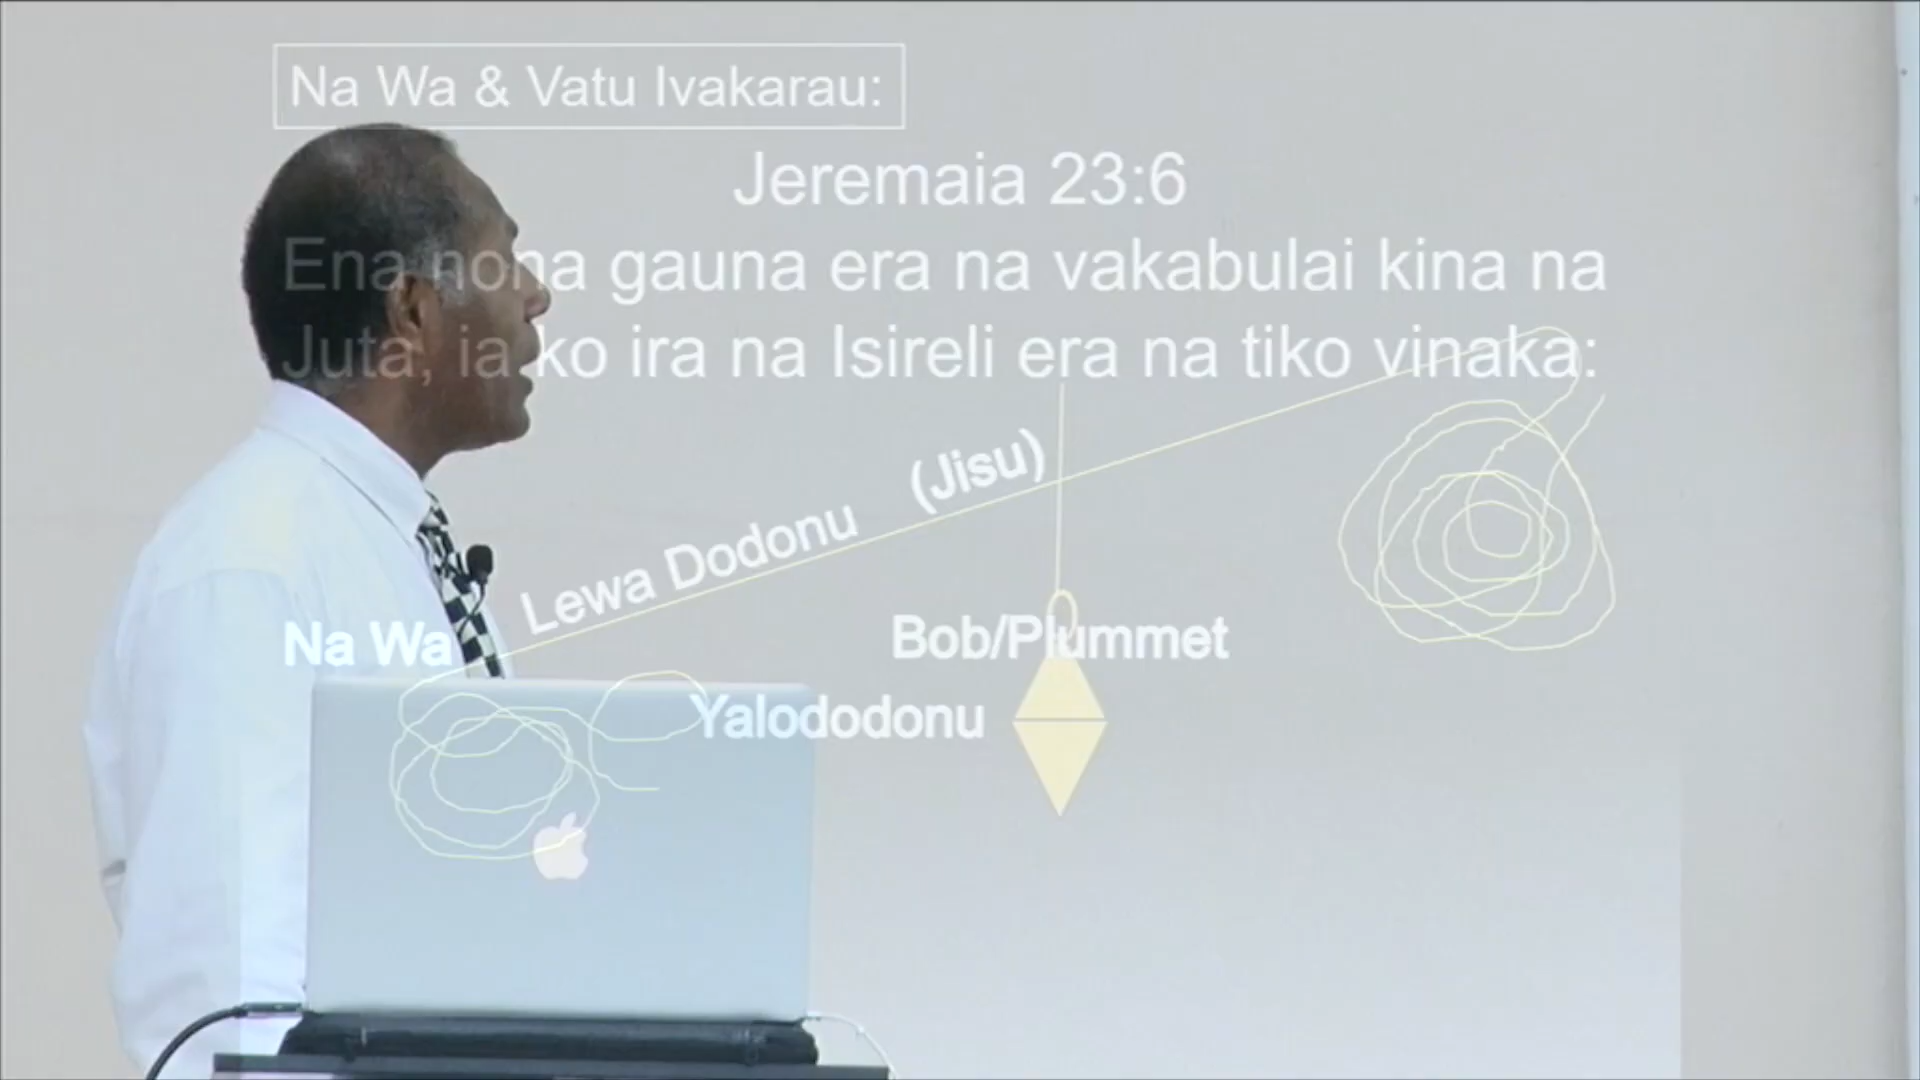 Na Wa & Vatu Ivakarau:
Jeremaia 23:6
Ena nona gauna era na vakabulai kina na
Juta, ia ko ira na Isireli era na tiko vinaka:
(Jisu)
Lewa Dodonu
Na Wa
Bob/Plummet
Yalododonu